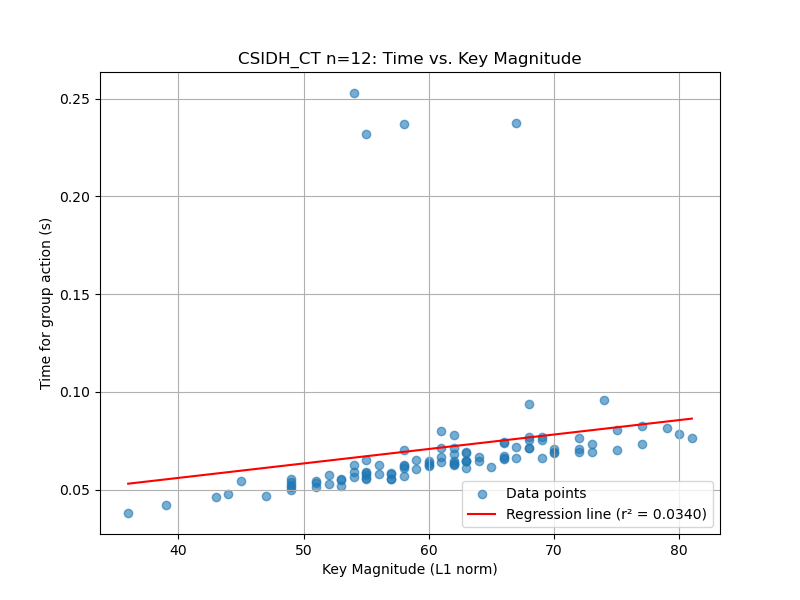 CSIDH_CT n=12: Time vs. Key Magnitude
0.25
0.20
0.15
0.10
0.05
Time for group action (s)
Data points
Regression line (r² = 0.0340)
40 50 60 70 80
Key Magnitude (L1 norm)